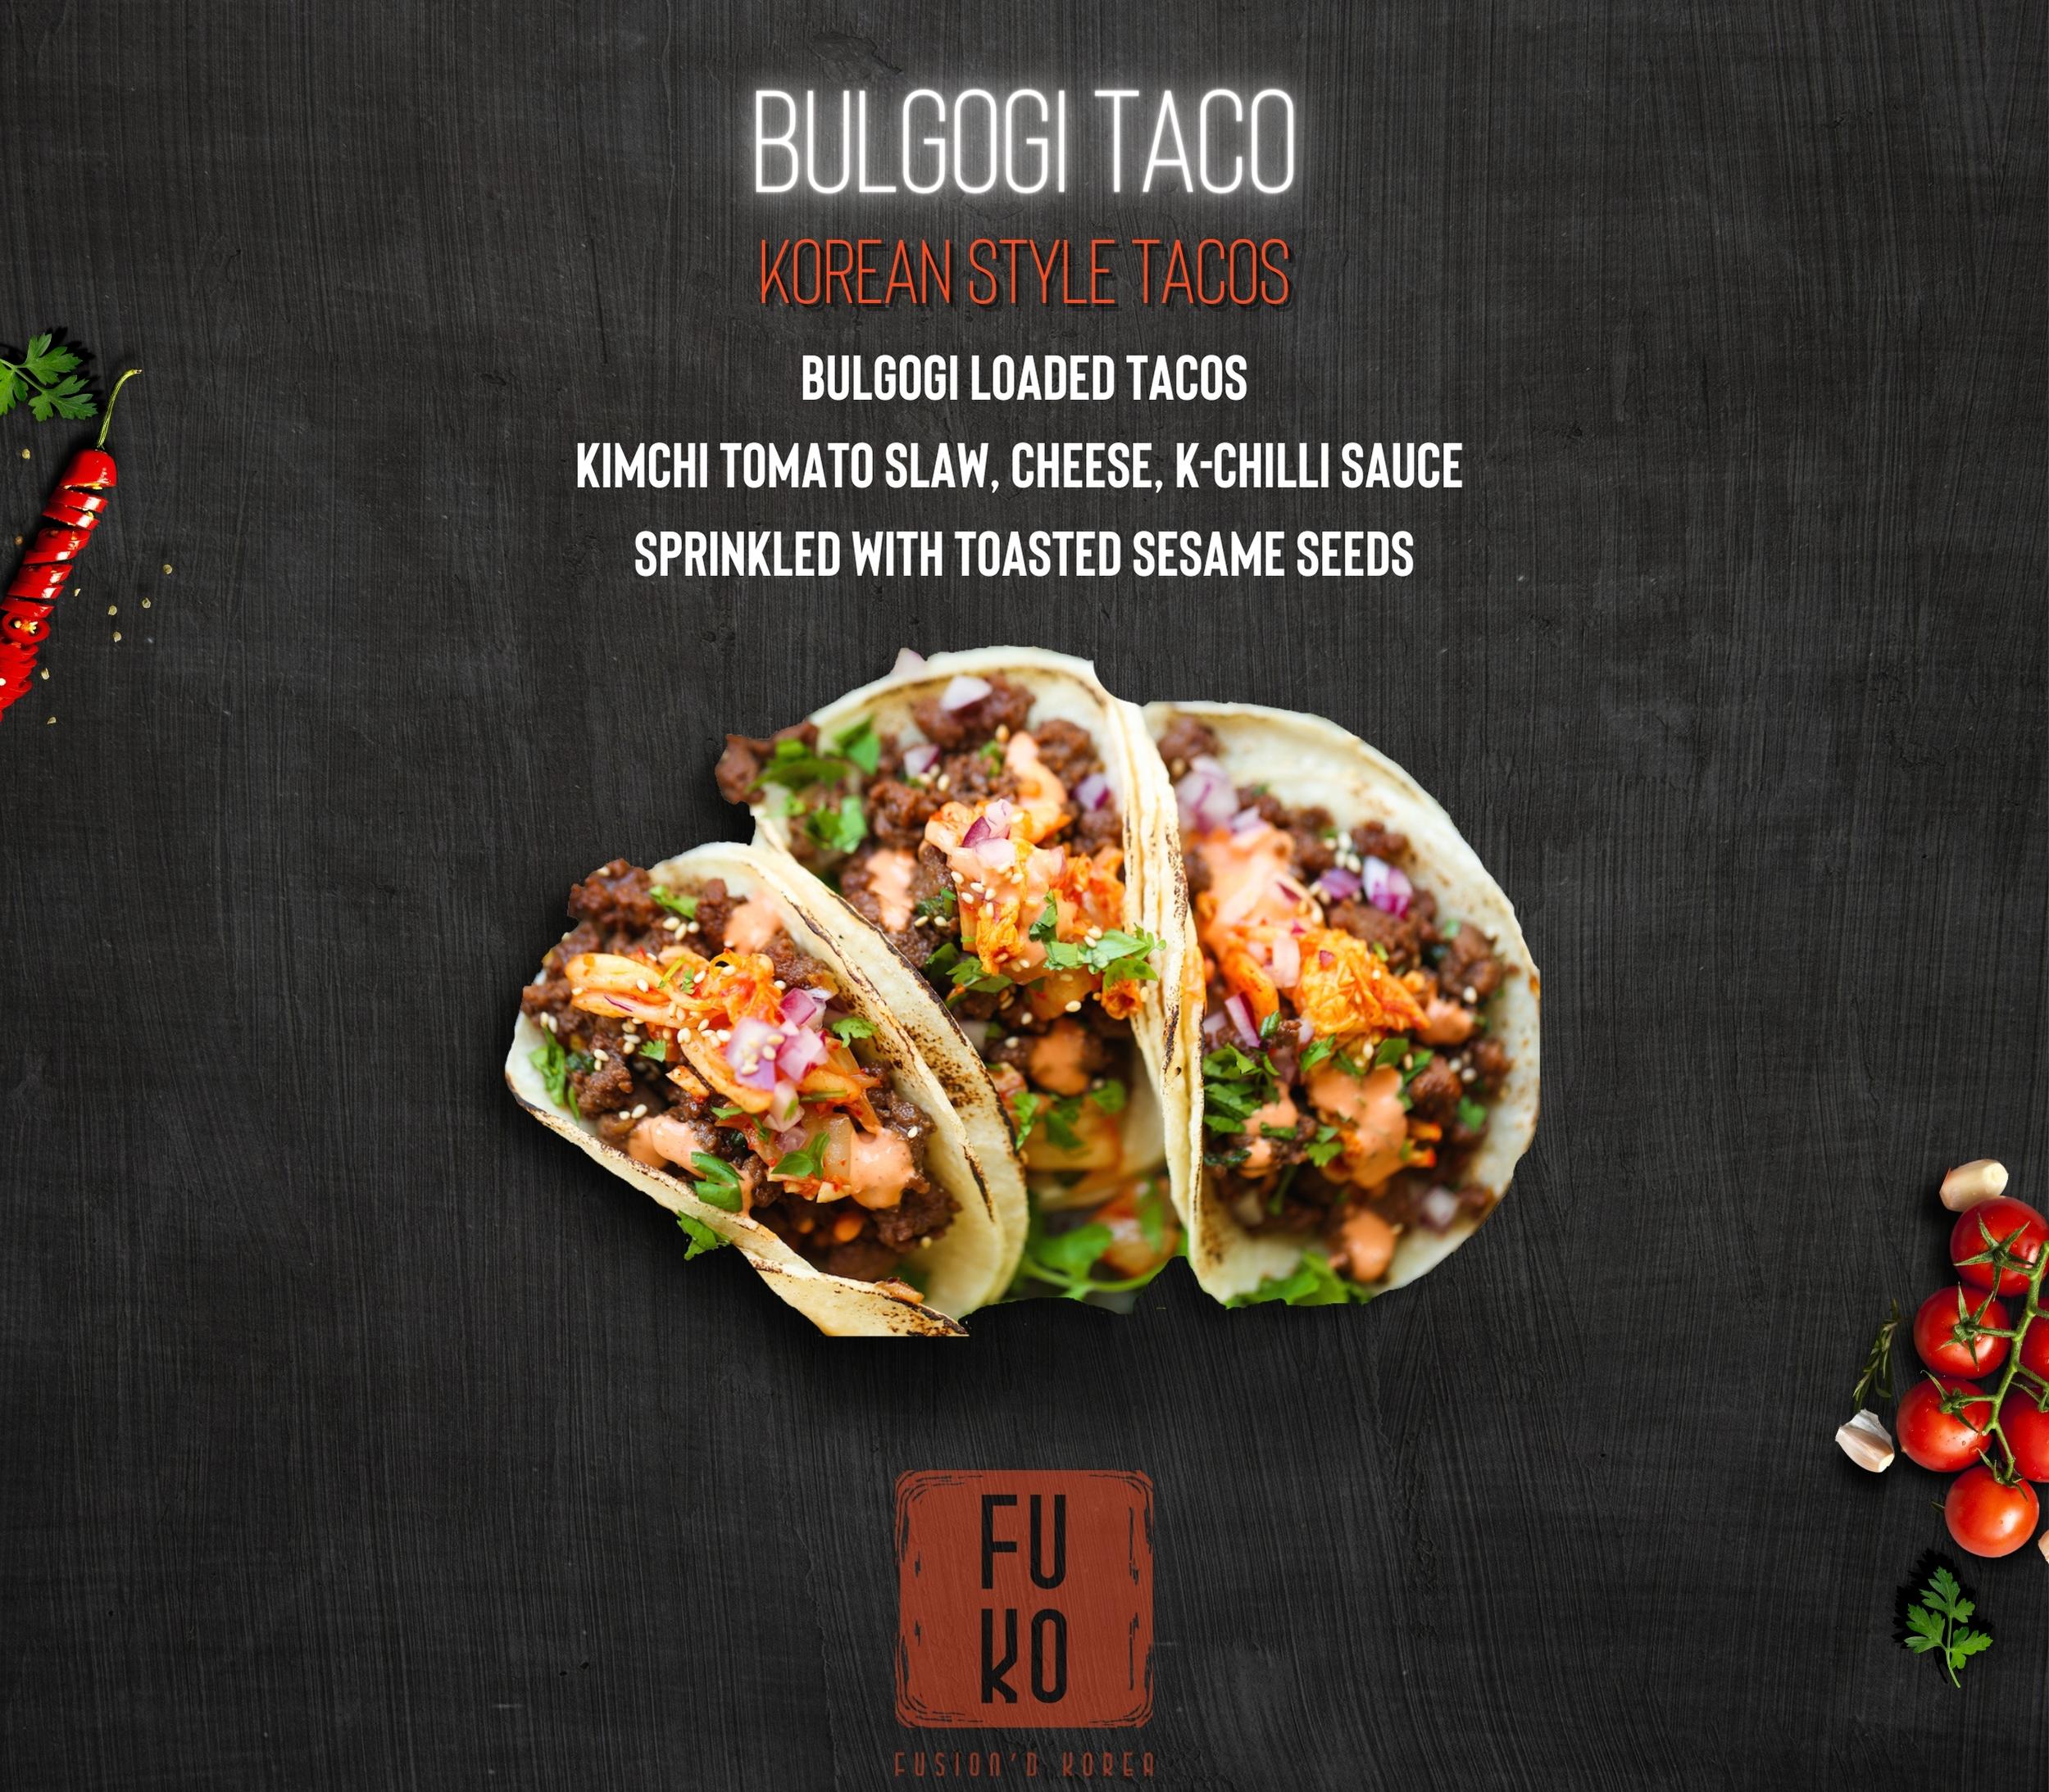 BULGOGI TACO
KOREAN STYLE TACOS
BULGOGI LOADED TACOS
KIMCHI TOMATO SLAW, CHEESE, K-CHILLI SAUCE
SPRINKLED WITH TOASTED SESAME SEEDS
FU
KO
FUSION'D KOREA